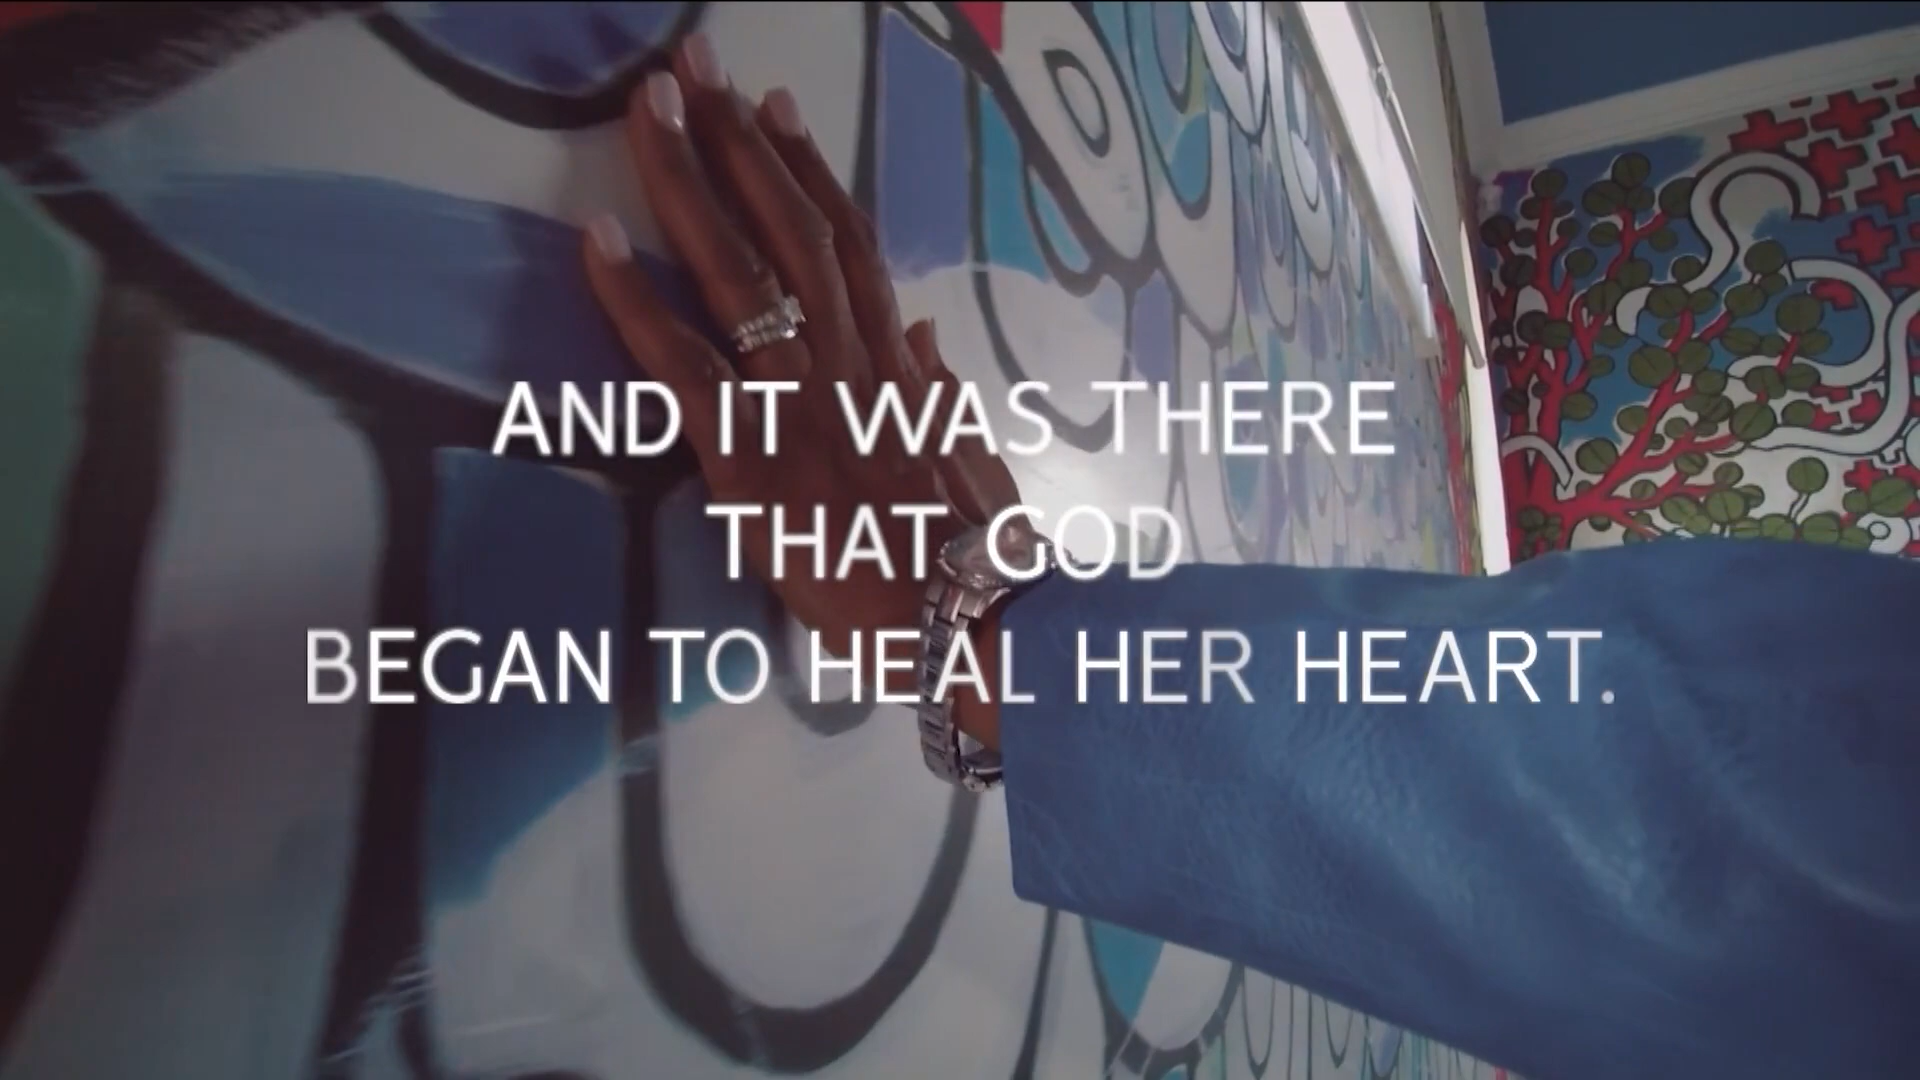 AND IT WAS THERE
THAT GOD
BEGAN TO HEAL HER HEART.